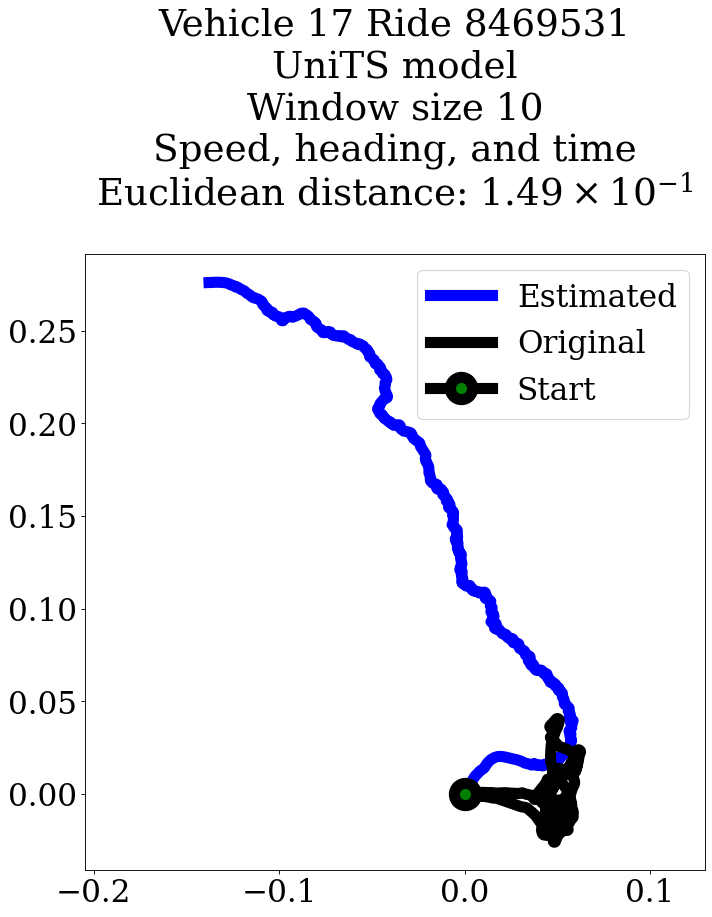 Vehicle 17 Ride 8469531
UniTS model
Window size 10
Speed, heading, and time
Euclidean distance: 1.49 × 10⁻¹
Estimated
Original
Start
0.25
0.20
0.15
0.10
0.05
0.00
−0.2 −0.1 0.0 0.1